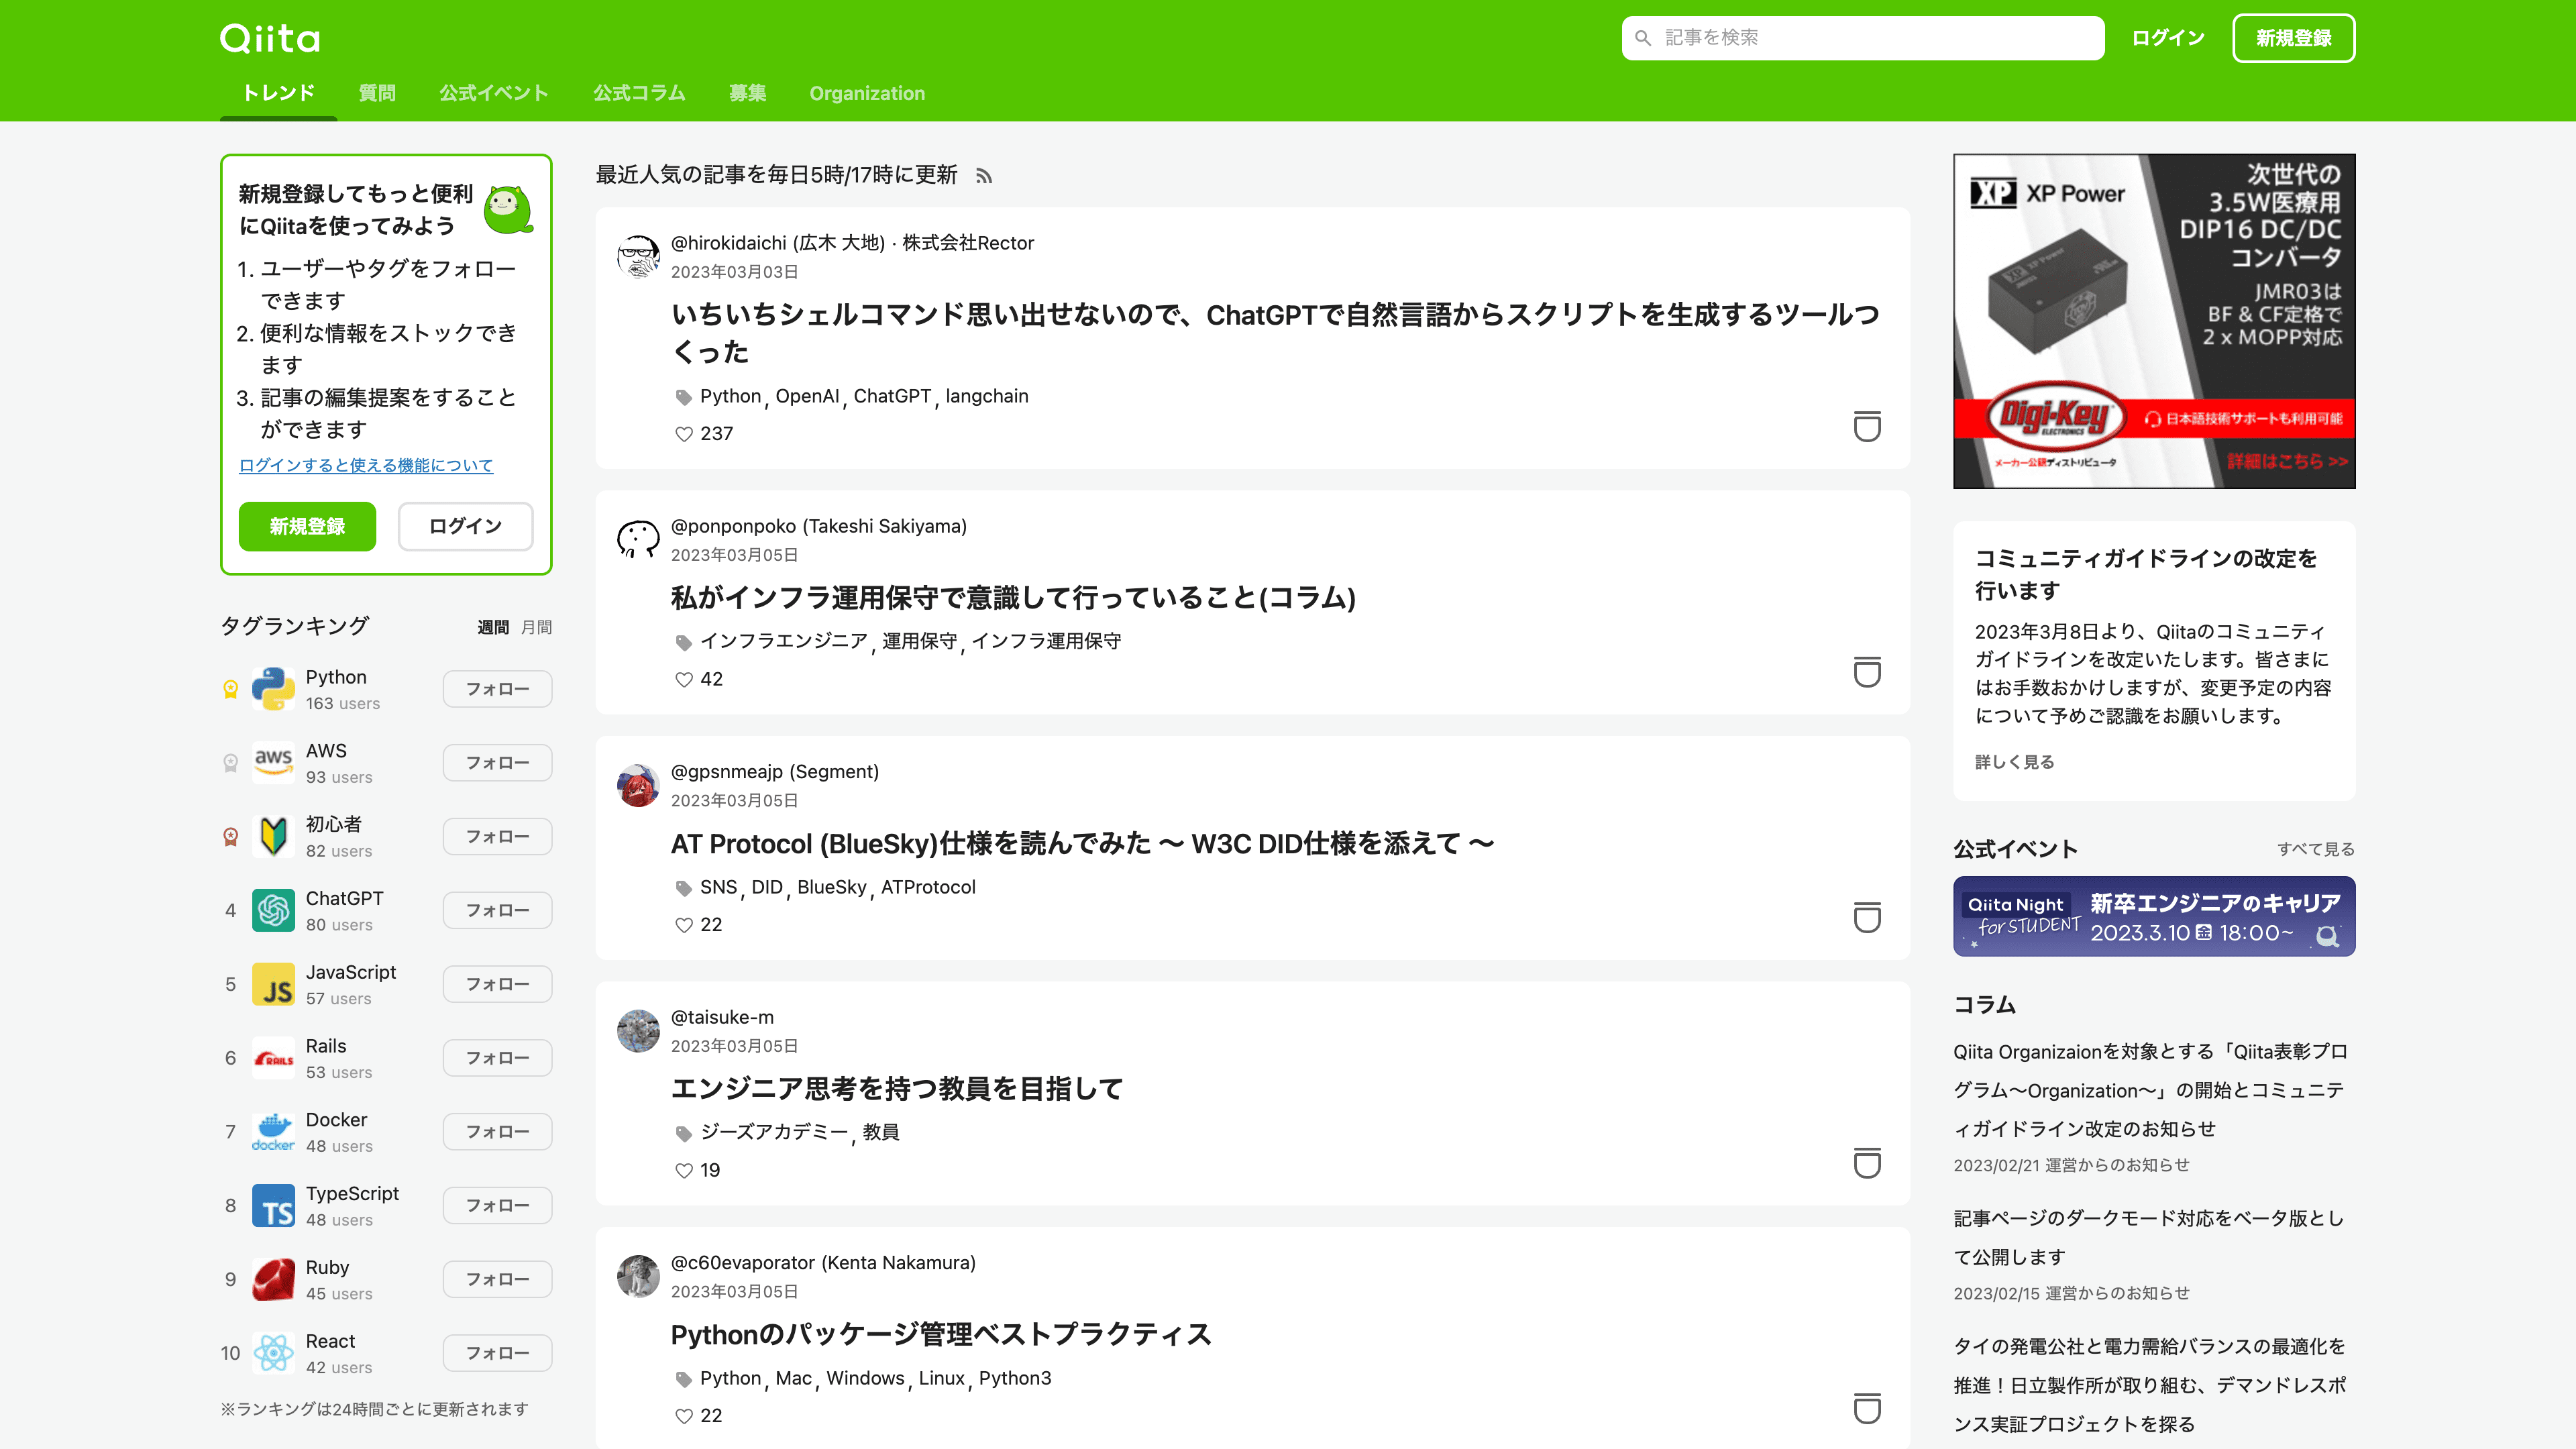 Qiita
記事を検索
ログイン
新規登録
トレンド 質問 公式イベント 公式コラム 募集 Organization
新規登録してもっと便利
にQiitaを使ってみよう
1. ユーザーやタグをフォロー
できます
2. 便利な情報をストックでき
ます
3. 記事の編集提案をすること
ができます
ログインすると使える機能について
新規登録 ログイン
タグランキング 週間 月間
Python
163 users
フォロー
aws
AWS
93 users
フォロー
初心者
82 users
フォロー
4
ChatGPT
80 users
フォロー
5
JS
JavaScript
57 users
フォロー
6
RAILS
Rails
53 users
フォロー
7
docker
Docker
48 users
フォロー
8
TS
TypeScript
48 users
フォロー
9
Ruby
45 users
フォロー
10
React
42 users
フォロー
※ランキングは24時間ごとに更新されます
最近人気の記事を毎日5時/17時に更新
@hirokidaichi (広木 大地) · 株式会社Rector
2023年03月03日
いちいちシェルコマンド思い出せないので、ChatGPTで自然言語からスクリプトを生成するツールつ
くった
Python, OpenAI, ChatGPT, langchain
237
@ponponpoko (Takeshi Sakiyama)
2023年03月05日
私がインフラ運用保守で意識して行っていること(コラム)
インフラエンジニア, 運用保守, インフラ運用保守
42
@gpsnmeajp (Segment)
2023年03月05日
AT Protocol (BlueSky)仕様を読んでみた 〜 W3C DID仕様を添えて 〜
SNS, DID, BlueSky, ATProtocol
22
@taisuke-m
2023年03月05日
エンジニア思考を持つ教員を目指して
ジーズアカデミー, 教員
19
@c60evaporator (Kenta Nakamura)
2023年03月05日
Pythonのパッケージ管理ベストプラクティス
Python, Mac, Windows, Linux, Python3
22
XP XP Power
次世代の
3.5W医療用
DIP16 DC/DC
コンバータ
JMR03は
BF & CF定格で
2 x MOPP対応
XP Power
Digi-Key
ELECTRONICS
日本語技術サポートも利用可能
メーカー公認ディストリビュータ
詳細はこちら >>
コミュニティガイドラインの改定を
行います
2023年3月8日より、Qiitaのコミュニティ
ガイドラインを改定いたします。皆さまに
はお手数おかけしますが、変更予定の内容
について予めご認識をお願いします。
詳しく見る
公式イベント すべて見る
Qiita Night
for STUDENT
新卒エンジニアのキャリア
2023.3.10 金 18:00~
コラム
Qiita Organizaionを対象とする「Qiita表彰プロ
グラム〜Organization〜」の開始とコミュニテ
ィガイドライン改定のお知らせ
2023/02/21 運営からのお知らせ
記事ページのダークモード対応をベータ版とし
て公開します
2023/02/15 運営からのお知らせ
タイの発電公社と電力需給バランスの最適化を
推進！日立製作所が取り組む、デマンドレスポ
ンス実証プロジェクトを探る